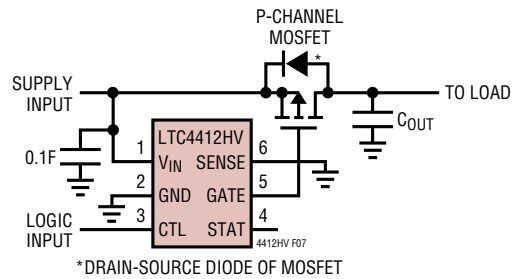 P-CHANNEL
MOSFET
*
SUPPLY
INPUT
TO LOAD
COUT
0.1F
LTC4412HV
1
VIN
SENSE
6
2
GND
GATE
5
LOGIC
INPUT
3
CTL
STAT
4
4412HV F07
*DRAIN-SOURCE DIODE OF MOSFET